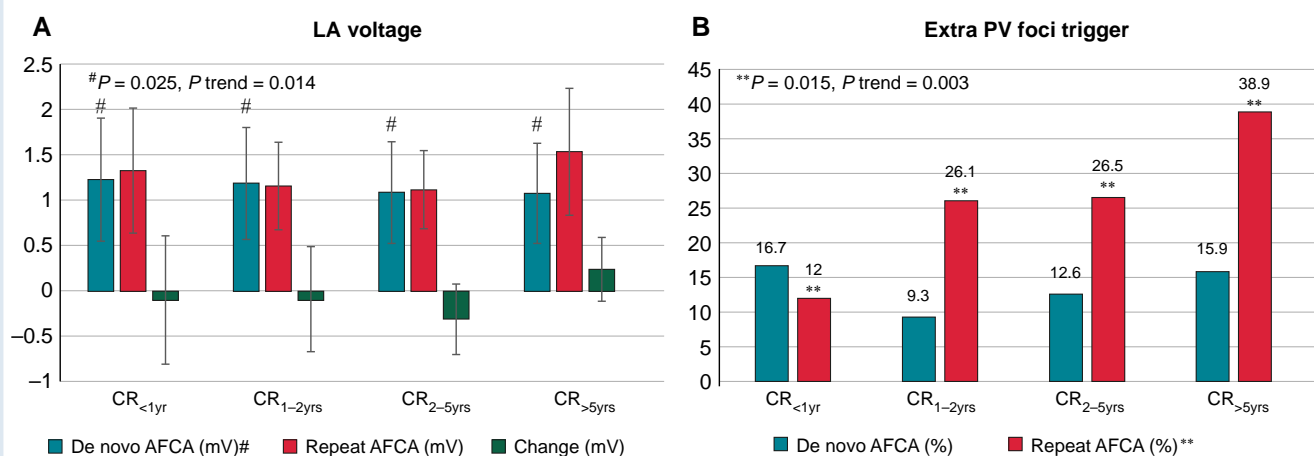 A
LA voltage
#P = 0.025, P trend = 0.014
2.5
2
1.5
1
0.5
0
–0.5
–1
# # # #
CR<1yr CR1–2yrs CR2–5yrs CR>5yrs
De novo AFCA (mV)# Repeat AFCA (mV) Change (mV)
B
Extra PV foci trigger
**P = 0.015, P trend = 0.003
45
40
35
30
25
20
15
10
5
0
16.7
12
**
9.3
26.1
**
12.6
26.5
**
15.9
38.9
**
CR<1yr CR1–2yrs CR2–5yrs CR>5yrs
De novo AFCA (%) Repeat AFCA (%)**